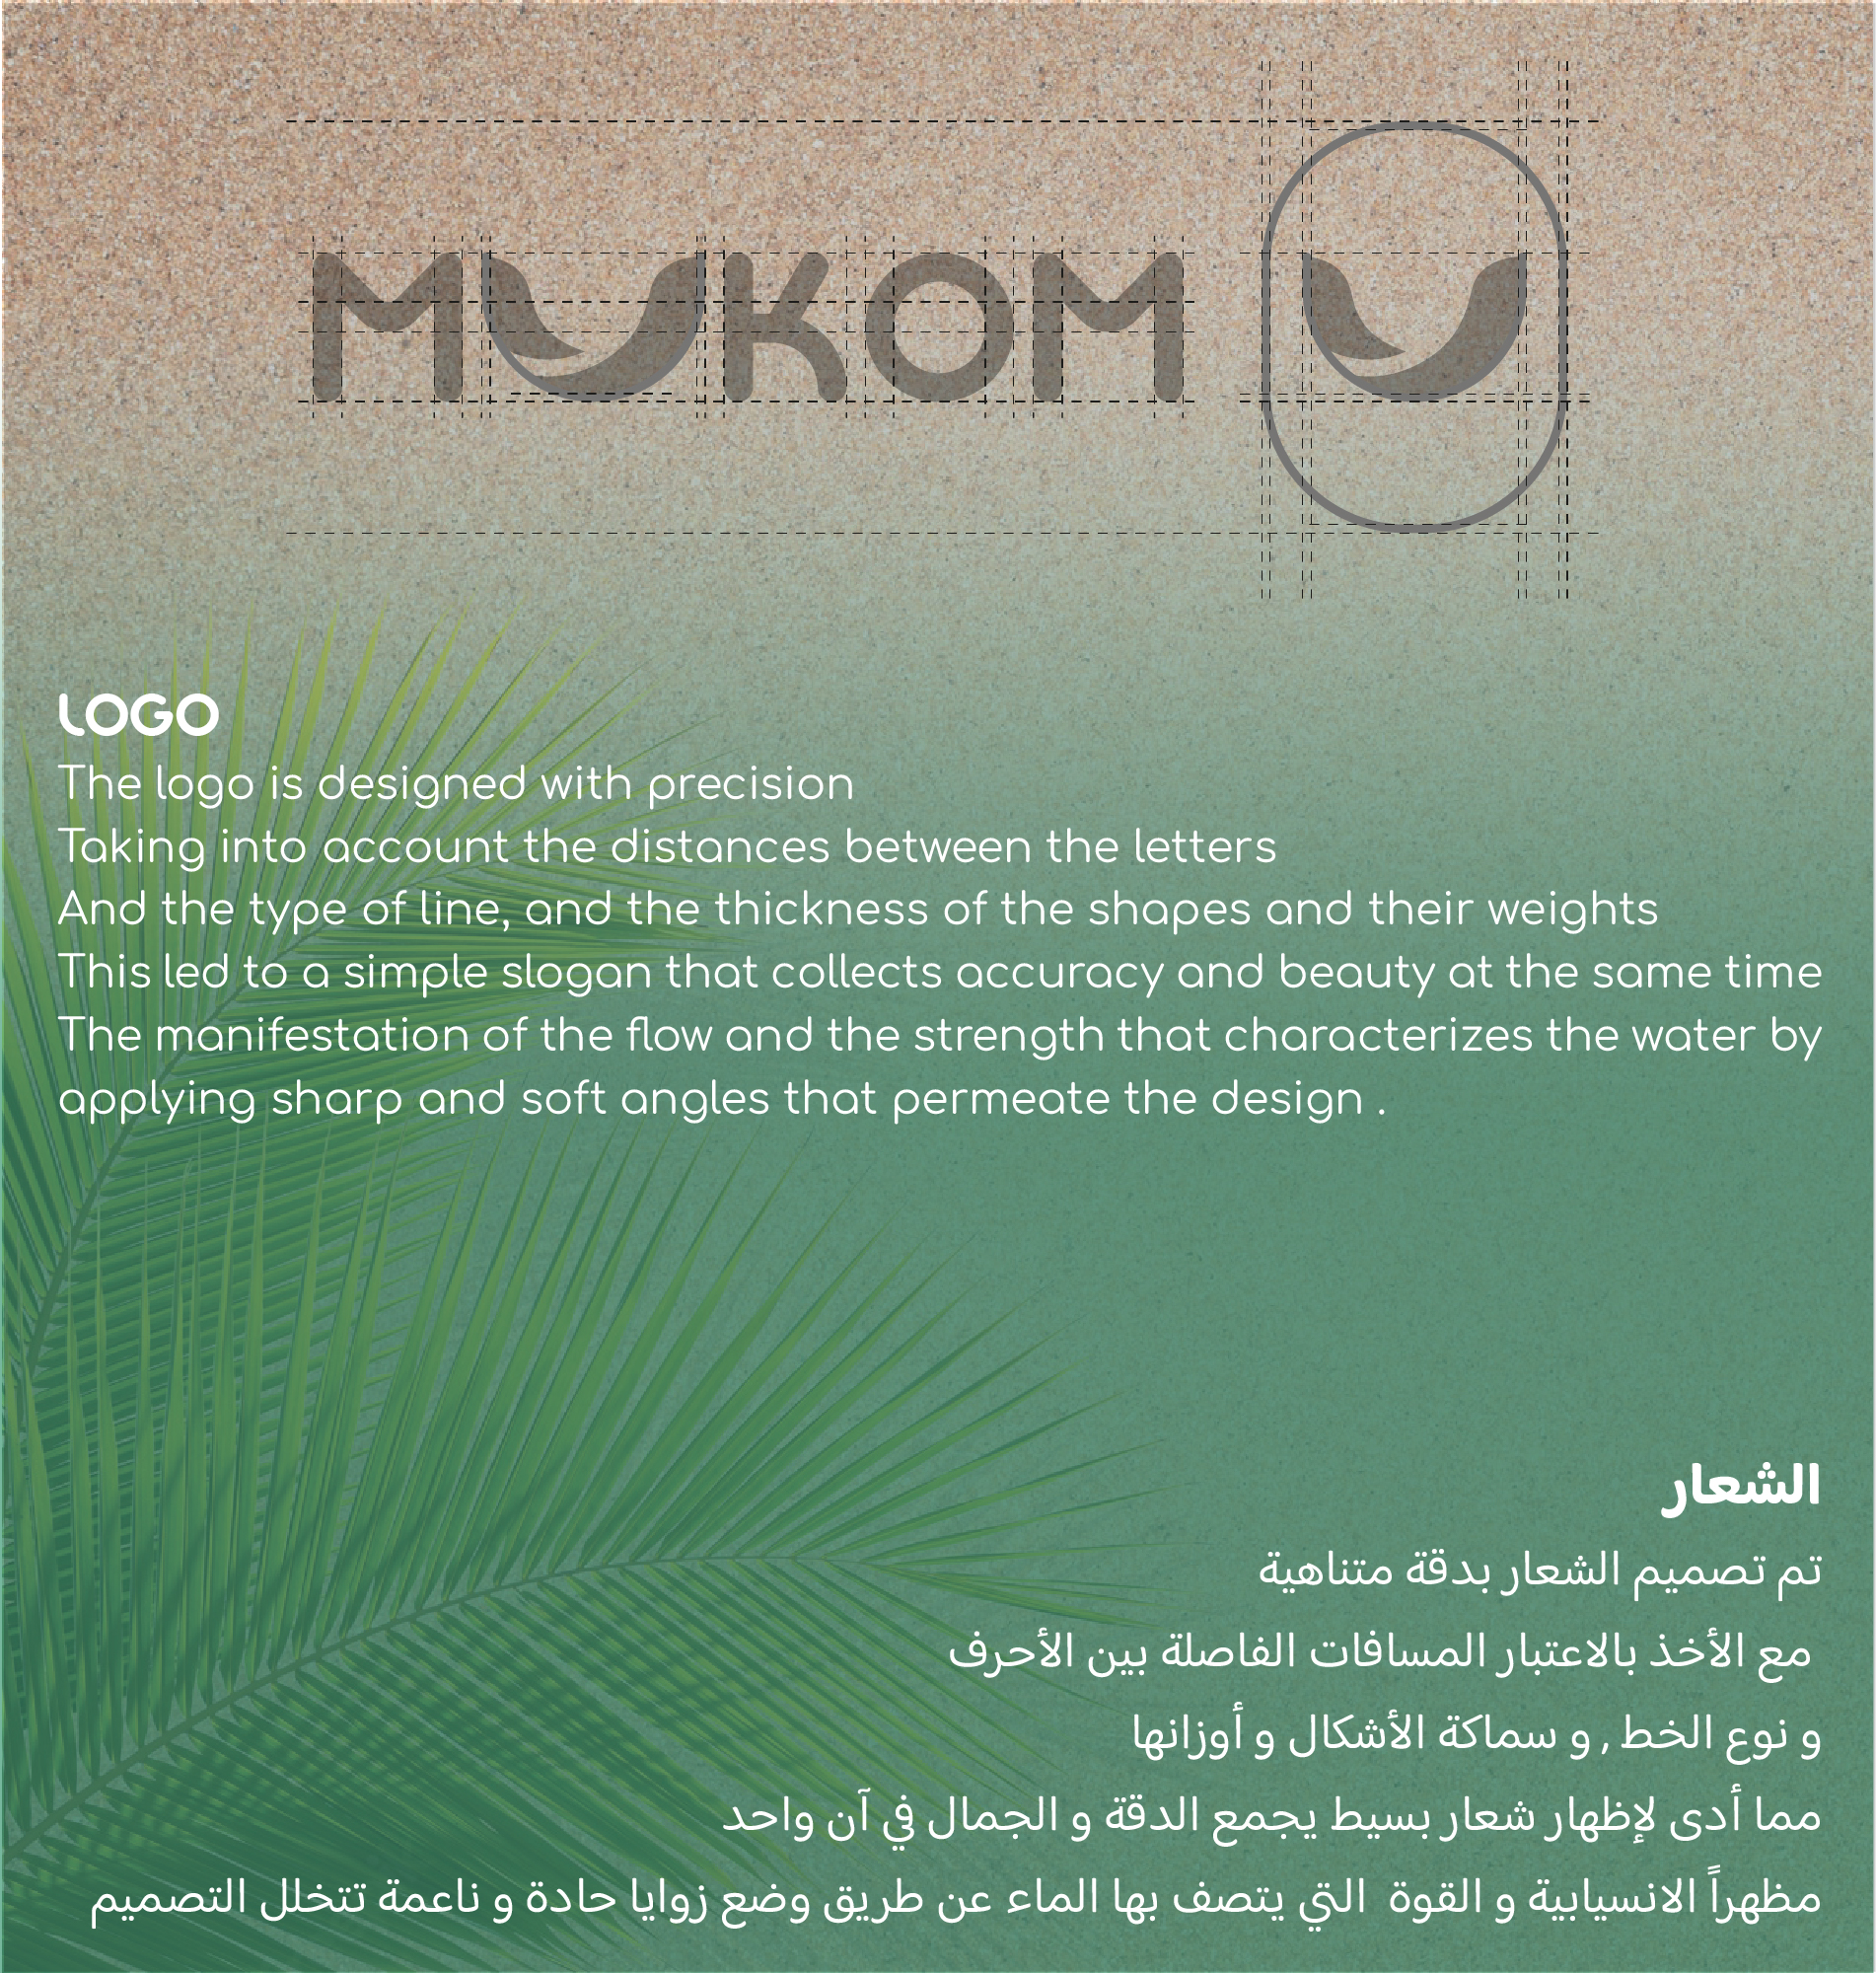 MUKOM U
LOGO
The logo is designed with precision
Taking into account the distances between the letters
And the type of line, and the thickness of the shapes and their weights
This led to a simple slogan that collects accuracy and beauty at the same time
The manifestation of the flow and the strength that characterizes the water by
applying sharp and soft angles that permeate the design .
الشعار
تم تصميم الشعار بدقة متناهية
مع الأخذ بالاعتبار المسافات الفاصلة بين الأحرف
و نوع الخط , و سماكة الأشكال و أوزانها
مما أدى لإظهار شعار بسيط يجمع الدقة و الجمال في آن واحد
مظهراً الانسيابية و القوة التي يتصف بها الماء عن طريق وضع زوايا حادة و ناعمة تتخلل التصميم